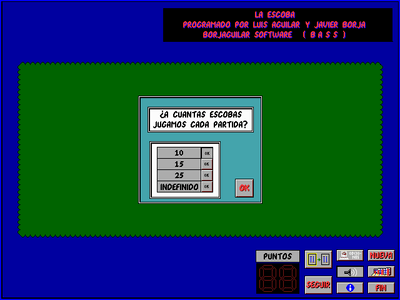 LA ESCOBA
PROGRAMADO POR LUIS AGUILAR Y JAVIER BORJA
BORJAGUILAR SOFTWARE ( B A S S )
¿A CUANTAS ESCOBAS
JUGAMOS CADA PARTIDA?
10 OK
15 OK
25 OK
INDEFINIDO OK
OK
PUNTOS
NUEVA
SEGUIR
FIN